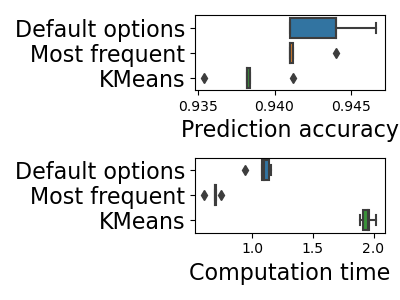 Default options
Most frequent
KMeans
0.935 0.940 0.945
Prediction accuracy
Default options
Most frequent
KMeans
1.0 1.5 2.0
Computation time